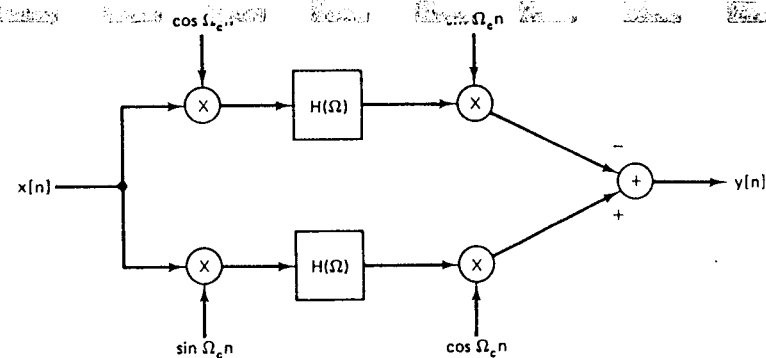 cos
Ω_c n
X
H(Ω)
X
−
x[n]
+
y[n]
+
X
H(Ω)
X
sin Ω_c n
cos Ω_c n